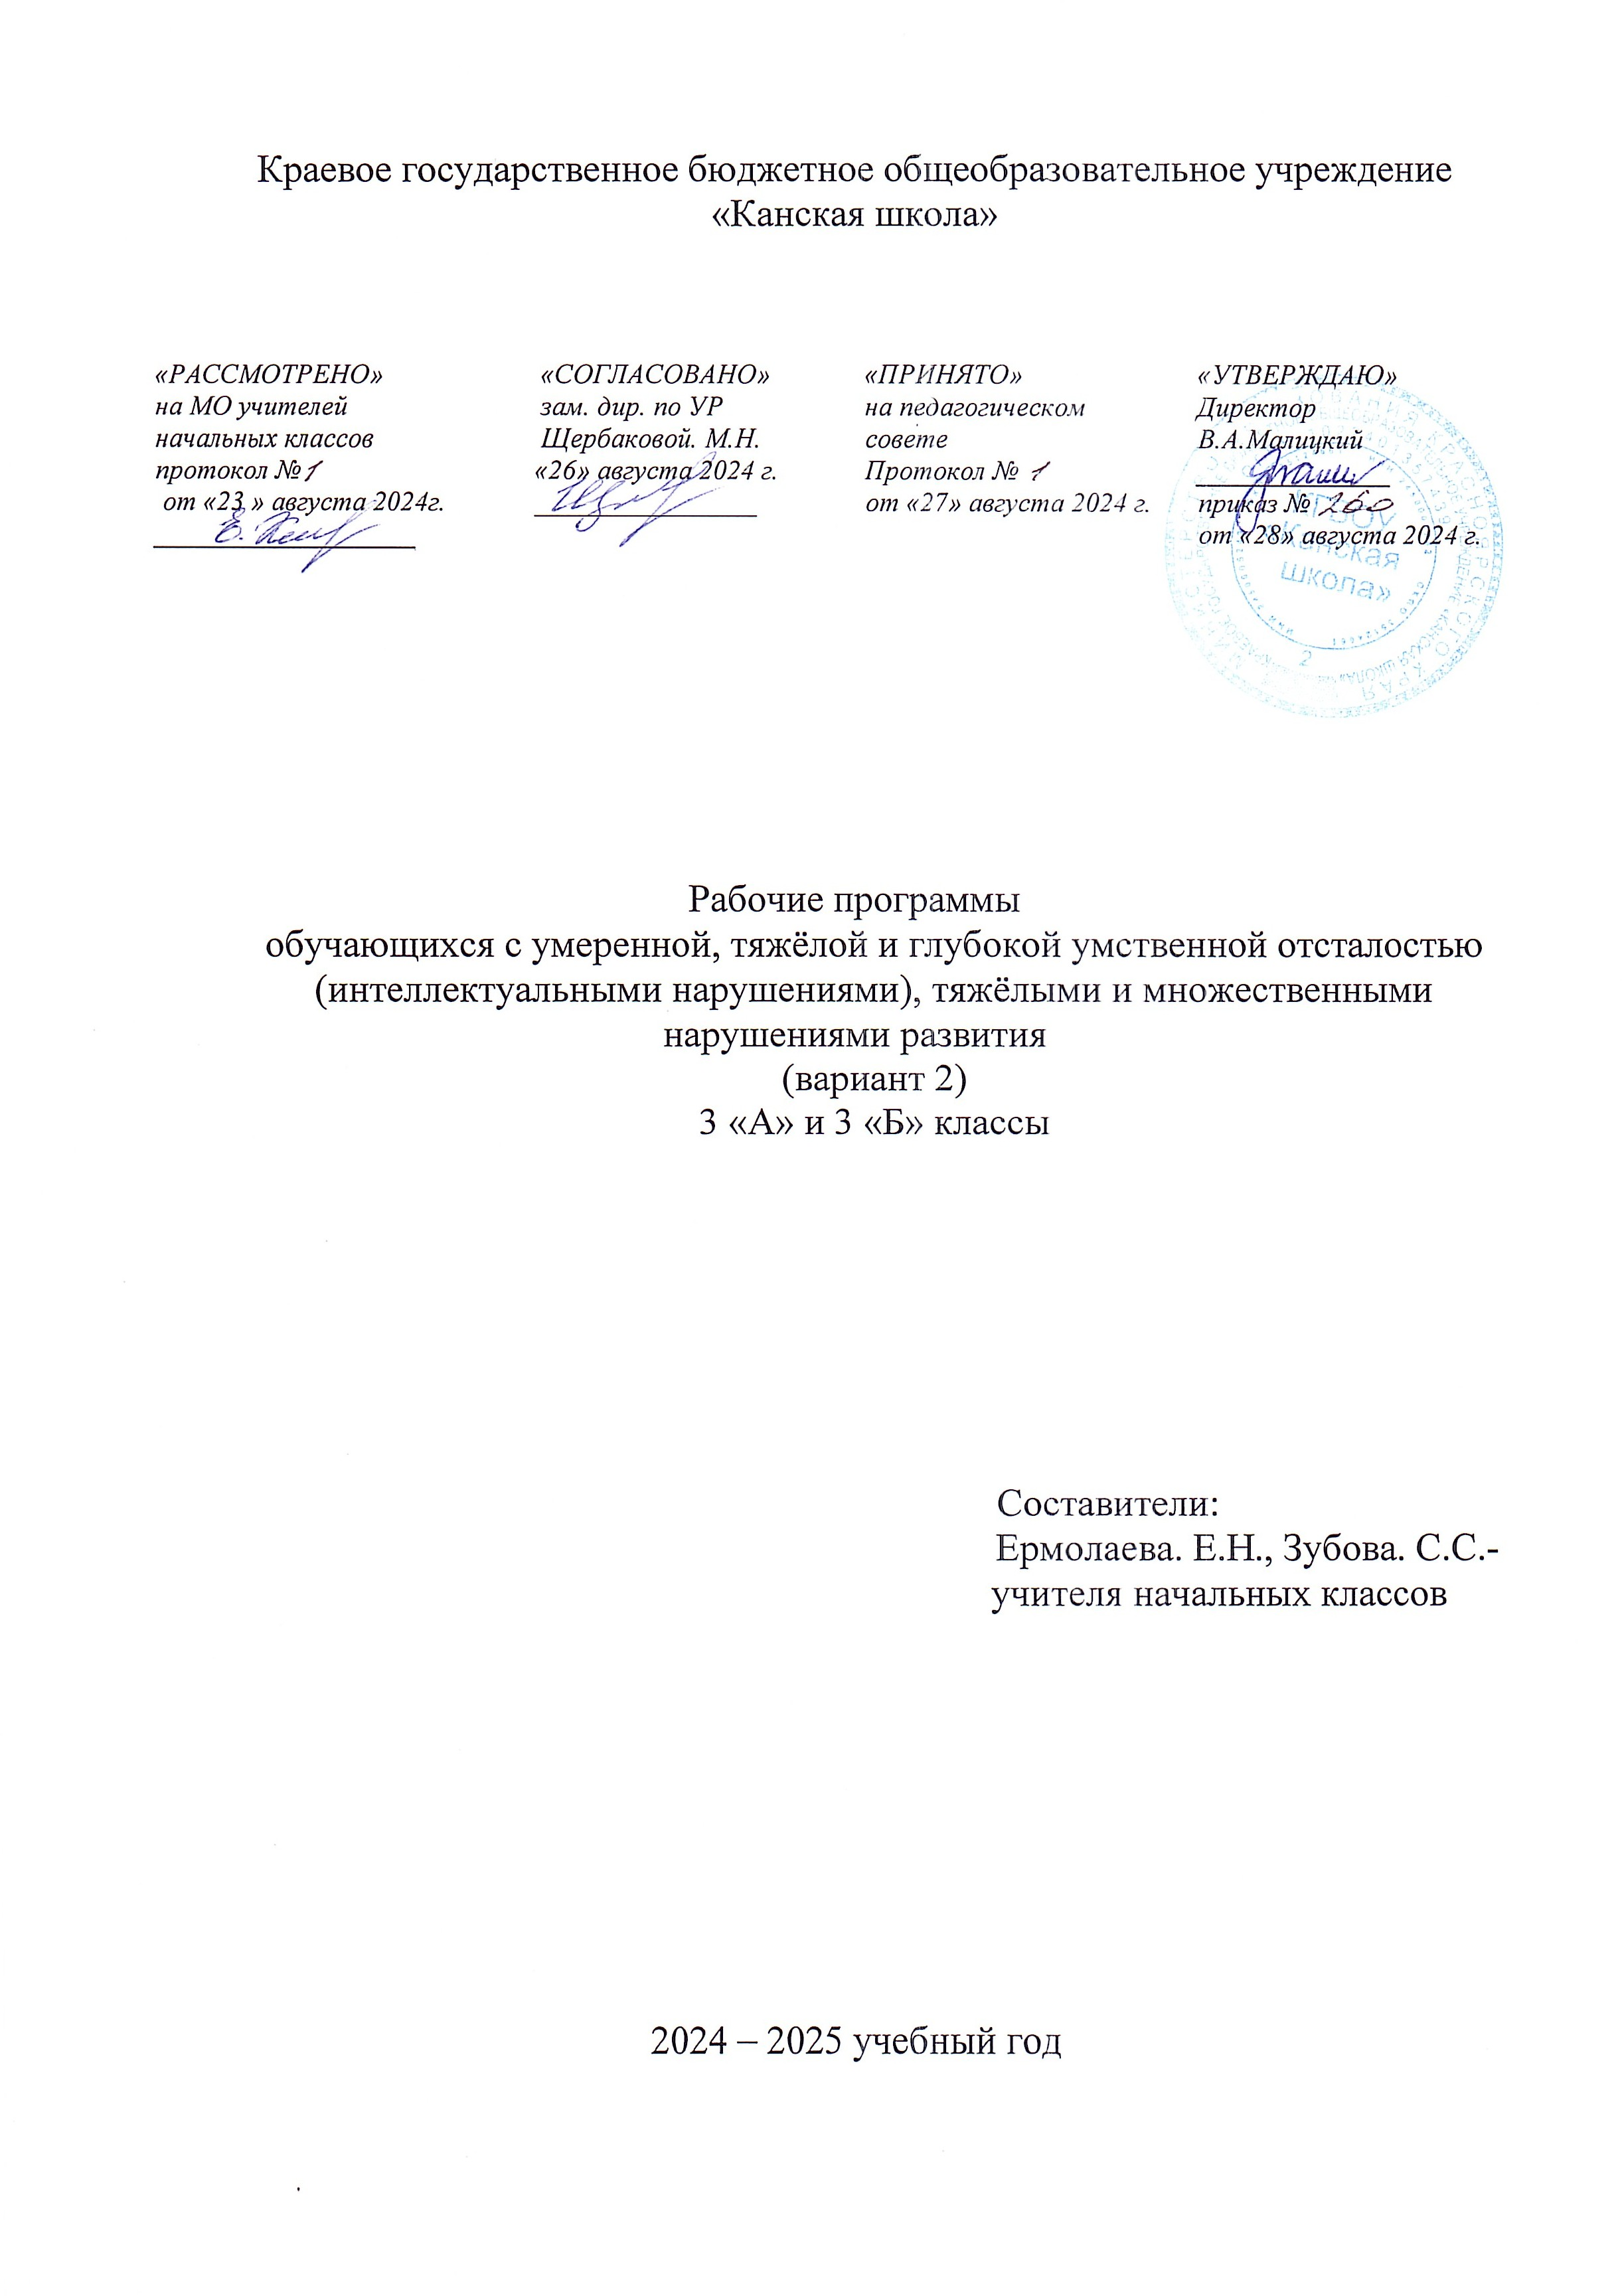 Краевое государственное бюджетное общеобразовательное учреждение
«Канская школа»
«РАССМОТРЕНО»
на МО учителей
начальных классов
протокол №1
от «23 » августа 2024г.
«СОГЛАСОВАНО»
зам. дир. по УР
Щербаковой. М.Н.
«26» августа 2024 г.
«ПРИНЯТО»
на педагогическом
совете
Протокол № 1
от «27» августа 2024 г.
«УТВЕРЖДАЮ»
Директор
В.А.Малицкий
приказ № 260
от «28» августа 2024 г.
«Канская
школа»
2
Рабочие программы
обучающихся с умеренной, тяжёлой и глубокой умственной отсталостью
(интеллектуальными нарушениями), тяжёлыми и множественными
нарушениями развития
(вариант 2)
3 «А» и 3 «Б» классы
Составители:
Ермолаева. Е.Н., Зубова. С.С.-
учителя начальных классов
2024 – 2025 учебный год